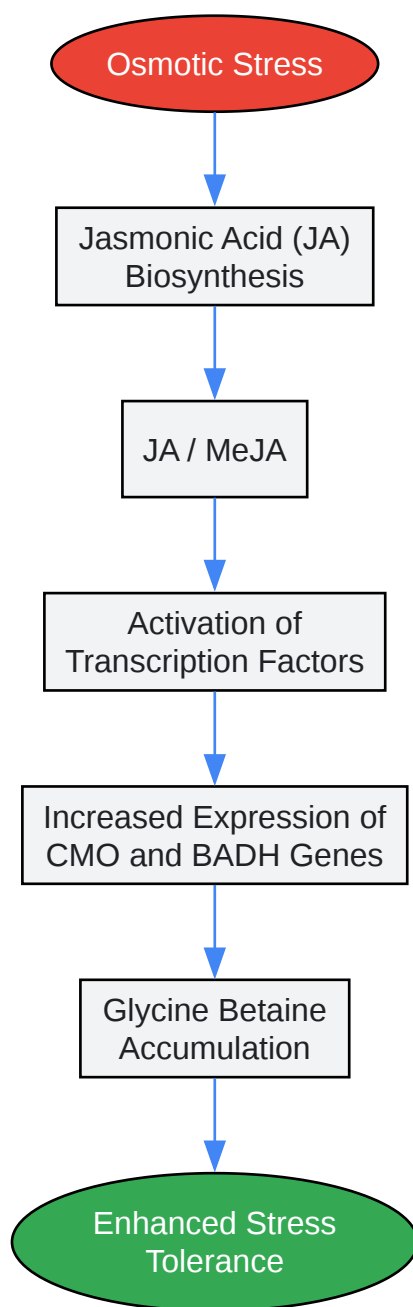 Osmotic Stress
Jasmonic Acid (JA)
Biosynthesis
JA / MeJA
Activation of
Transcription Factors
Increased Expression of
CMO and BADH Genes
Glycine Betaine
Accumulation
Enhanced Stress
Tolerance